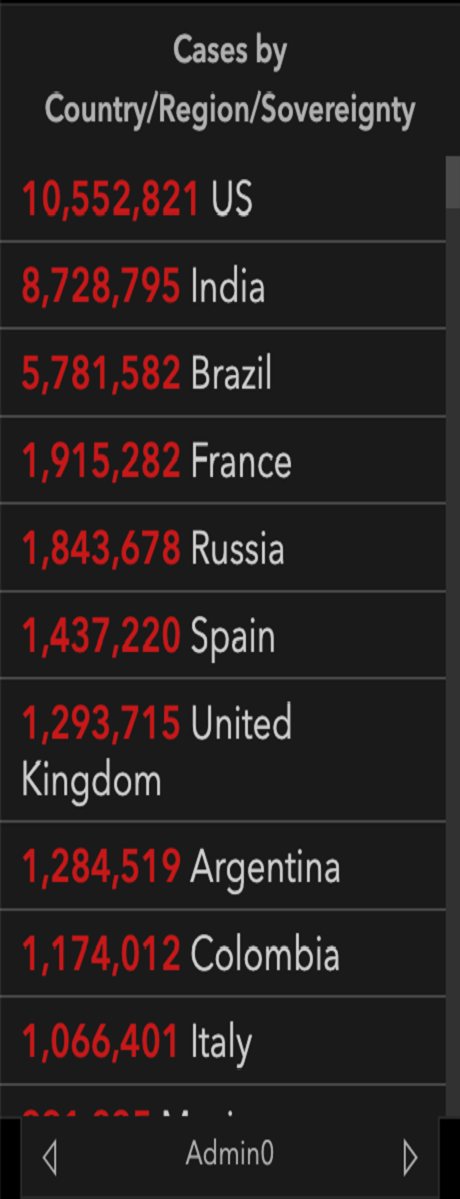 Cases by
Country/Region/Sovereignty
10,552,821 US
8,728,795 India
5,781,582 Brazil
1,915,282 France
1,843,678 Russia
1,437,220 Spain
1,293,715 United
Kingdom
1,284,519 Argentina
1,174,012 Colombia
1,066,401 Italy
Admin0